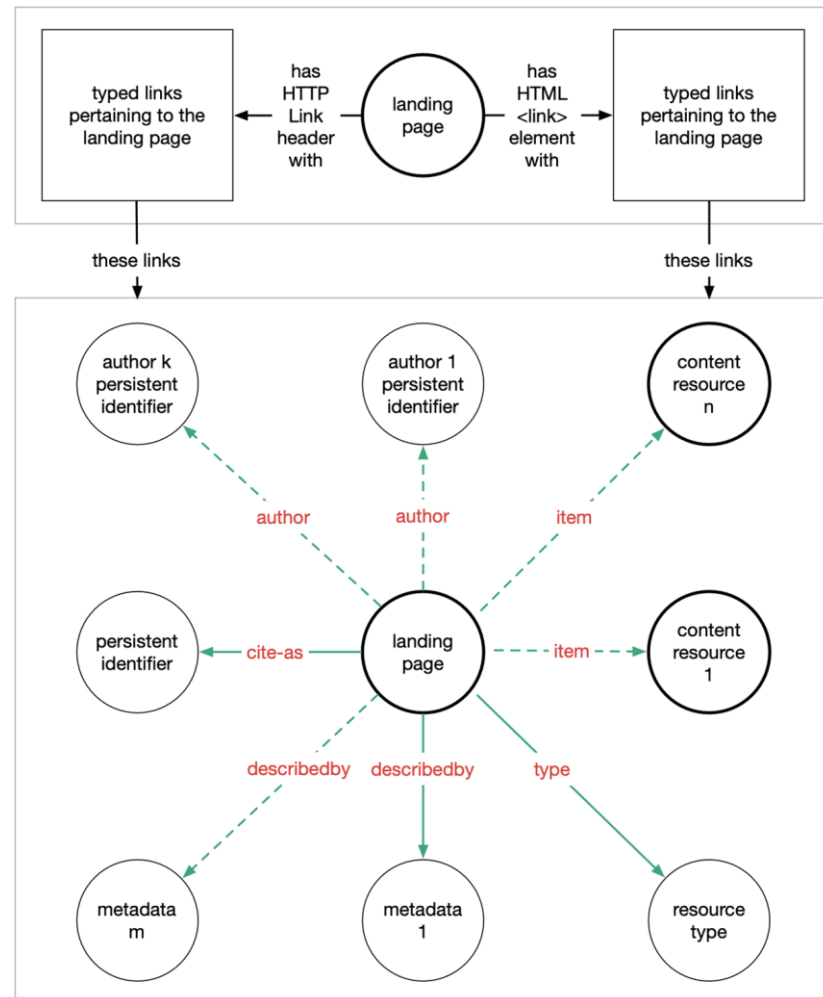 typed links
pertaining to the
landing page
has
HTTP
Link
header
with
landing
page
has
HTML
<link>
element
with
typed links
pertaining to the
landing page
these links
these links
author k
persistent
identifier
author 1
persistent
identifier
content
resource
n
author
author
item
persistent
identifier
cite-as
landing
page
item
content
resource
1
describedby
describedby
type
metadata
m
metadata
1
resource
type